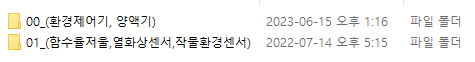 00_(환경제어기, 양액기) 2023-06-15 오후 1:16 파일 폴더
01_(함수율저울,열화상센서,작물환경센서) 2022-07-14 오후 5:15 파일 폴더